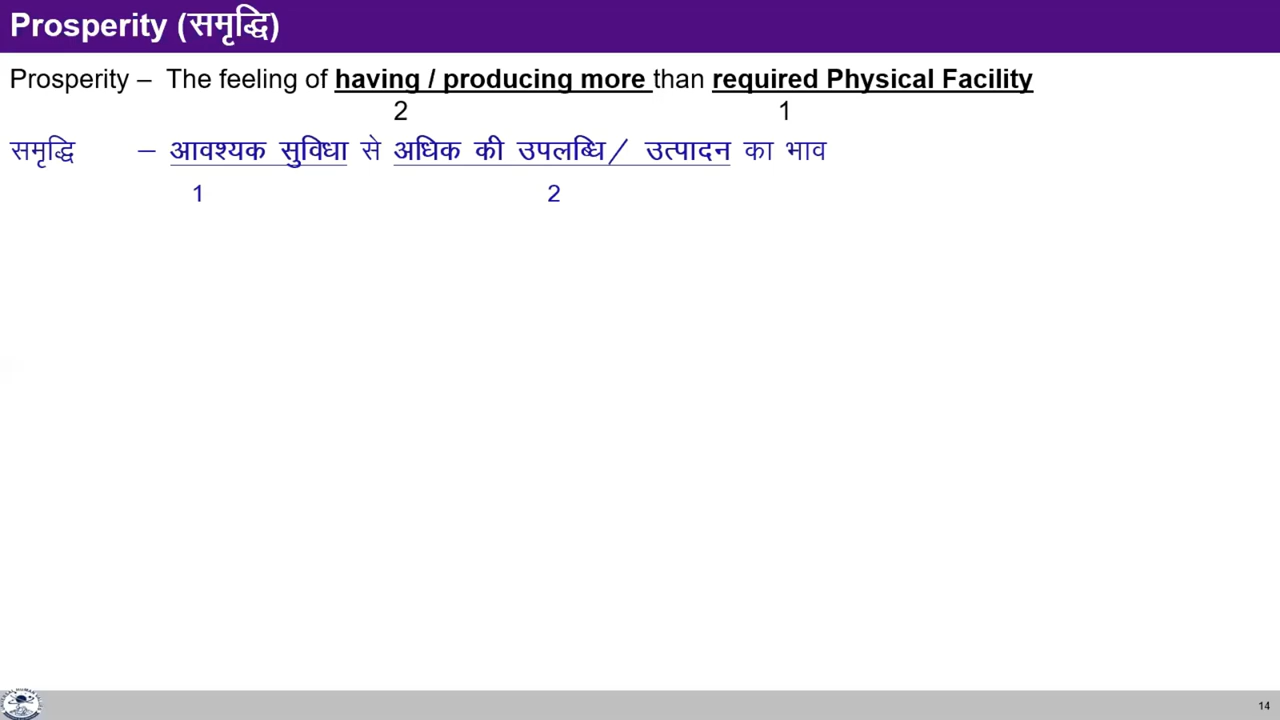 Prosperity (समृद्धि)
Prosperity – The feeling of having / producing more than required Physical Facility
2 1
समृद्धि – आवश्यक सुविधा से अधिक की उपलब्धि/ उत्पादन का भाव
1 2
14